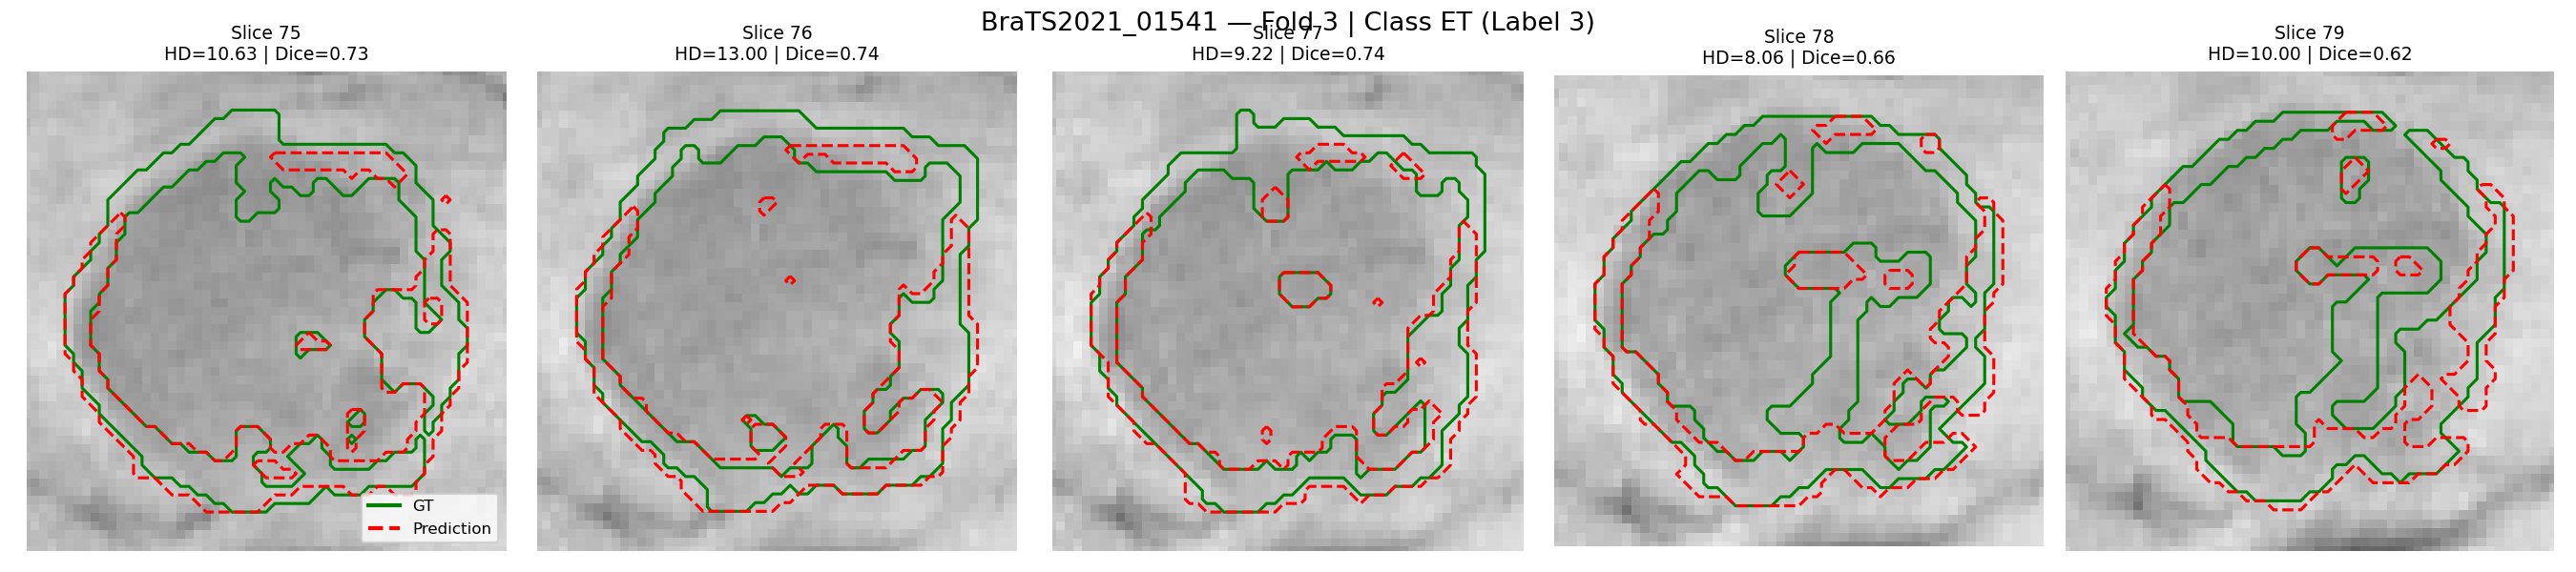 BraTS2021_01541 — Fold 3 | Class ET (Label 3)
Slice 75
HD=10.63 | Dice=0.73
Slice 76
HD=13.00 | Dice=0.74
Slice 77
HD=9.22 | Dice=0.74
Slice 78
HD=8.06 | Dice=0.66
Slice 79
HD=10.00 | Dice=0.62
GT
Prediction